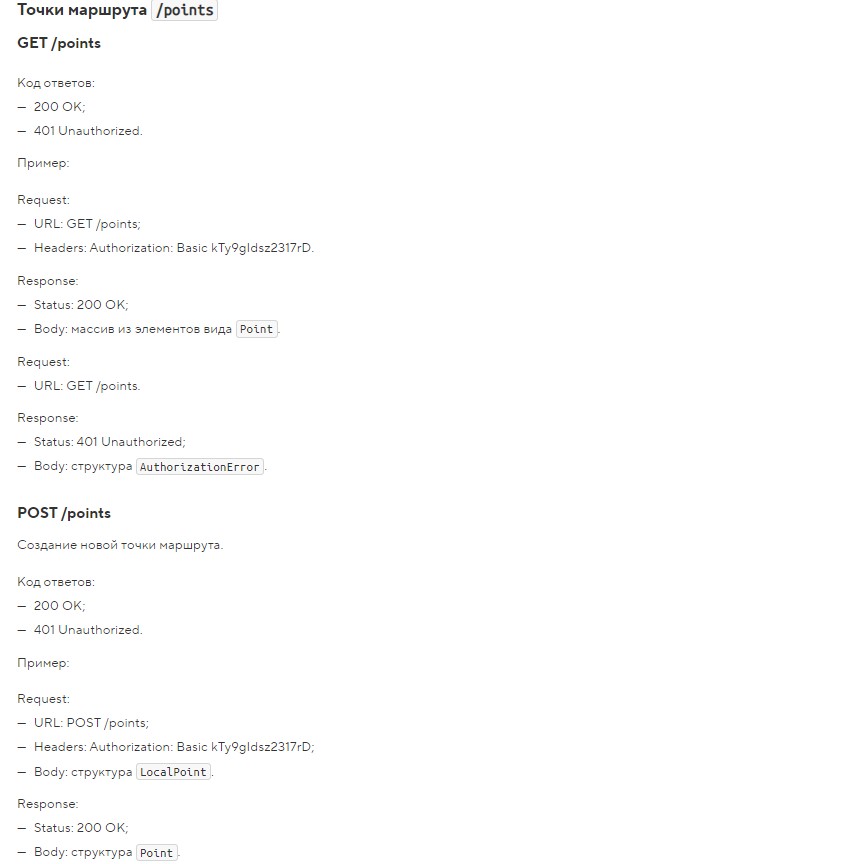 Точки маршрута /points
GET /points
Код ответов:
— 200 OK;
— 401 Unauthorized.
Пример:
Request:
— URL: GET /points;
— Headers: Authorization: Basic kTy9gIdsz2317rD.
Response:
— Status: 200 OK;
— Body: массив из элементов вида Point.
Request:
— URL: GET /points.
Response:
— Status: 401 Unauthorized;
— Body: структура AuthorizationError.
POST /points
Создание новой точки маршрута.
Код ответов:
— 200 OK;
— 401 Unauthorized.
Пример:
Request:
— URL: POST /points;
— Headers: Authorization: Basic kTy9gIdsz2317rD;
— Body: структура LocalPoint.
Response:
— Status: 200 OK;
— Body: структура Point.